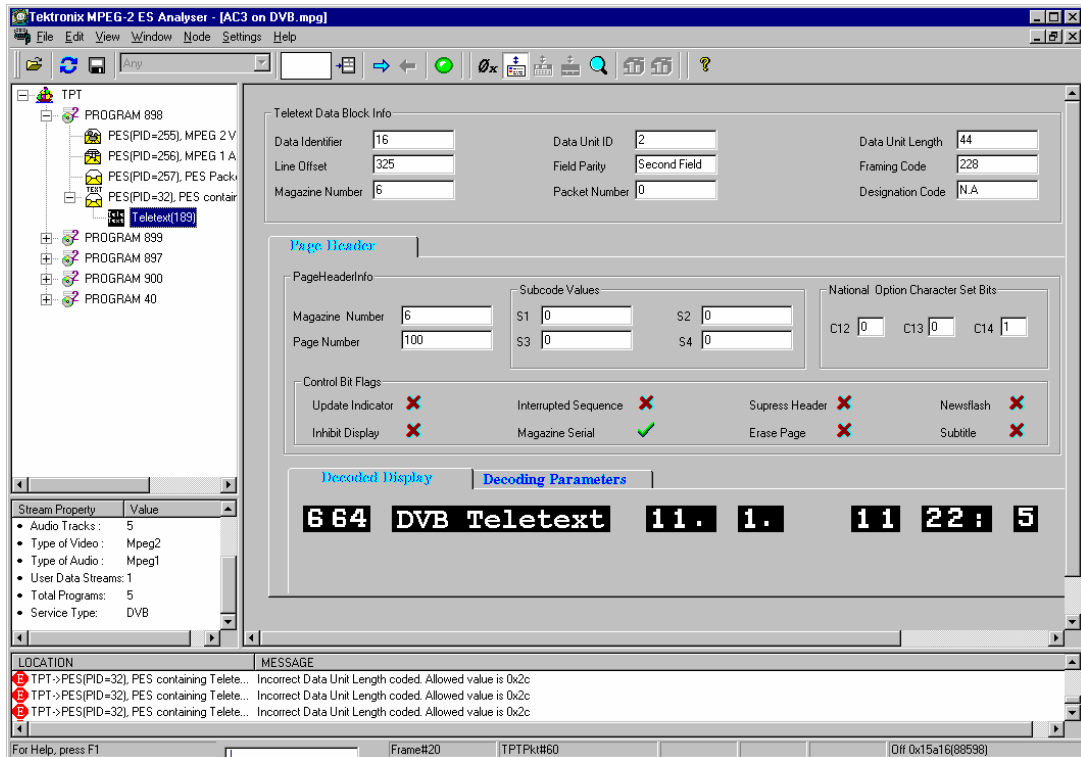 Tektronix MPEG-2 ES Analyser - [AC3 on DVB.mpg]
File Edit View Window Node Settings Help
Any
Øx
TPT
PROGRAM 898
PES(PID=255), MPEG 2 V
PES(PID=256), MPEG 1 A
PES(PID=257), PES Pack
TEXT
PES(PID=32), PES contair
Teletext(189)
PROGRAM 899
PROGRAM 897
PROGRAM 900
PROGRAM 40
Teletext Data Block Info
Data Identifier 16 Data Unit ID 2 Data Unit Length 44
Line Offset 325 Field Parity Second Field Framing Code 228
Magazine Number 6 Packet Number 0 Designation Code N.A
Page Header
PageHeaderInfo
Magazine Number 6
Page Number 100
Subcode Values
S1 0 S2 0
S3 0 S4 0
National Option Character Set Bits
C12 0 C13 0 C14 1
Control Bit Flags
Update Indicator Interrupted Sequence Supress Header Newsflash
Inhibit Display Magazine Serial Erase Page Subtitle
Decoded Display Decoding Parameters
664 DVB Teletext 11. 1. 11 22: 5
Stream Property Value
Audio Tracks : 5
Type of Video : Mpeg2
Type of Audio : Mpeg1
User Data Streams: 1
Total Programs: 5
Service Type: DVB
LOCATION MESSAGE
E TPT->PES(PID=32), PES containing Telete... Incorrect Data Unit Length coded. Allowed value is 0x2c
E TPT->PES(PID=32), PES containing Telete... Incorrect Data Unit Length coded. Allowed value is 0x2c
E TPT->PES(PID=32), PES containing Telete... Incorrect Data Unit Length coded. Allowed value is 0x2c
For Help, press F1 Frame#20 TPTPkt#60 Off 0x15a16(88598)